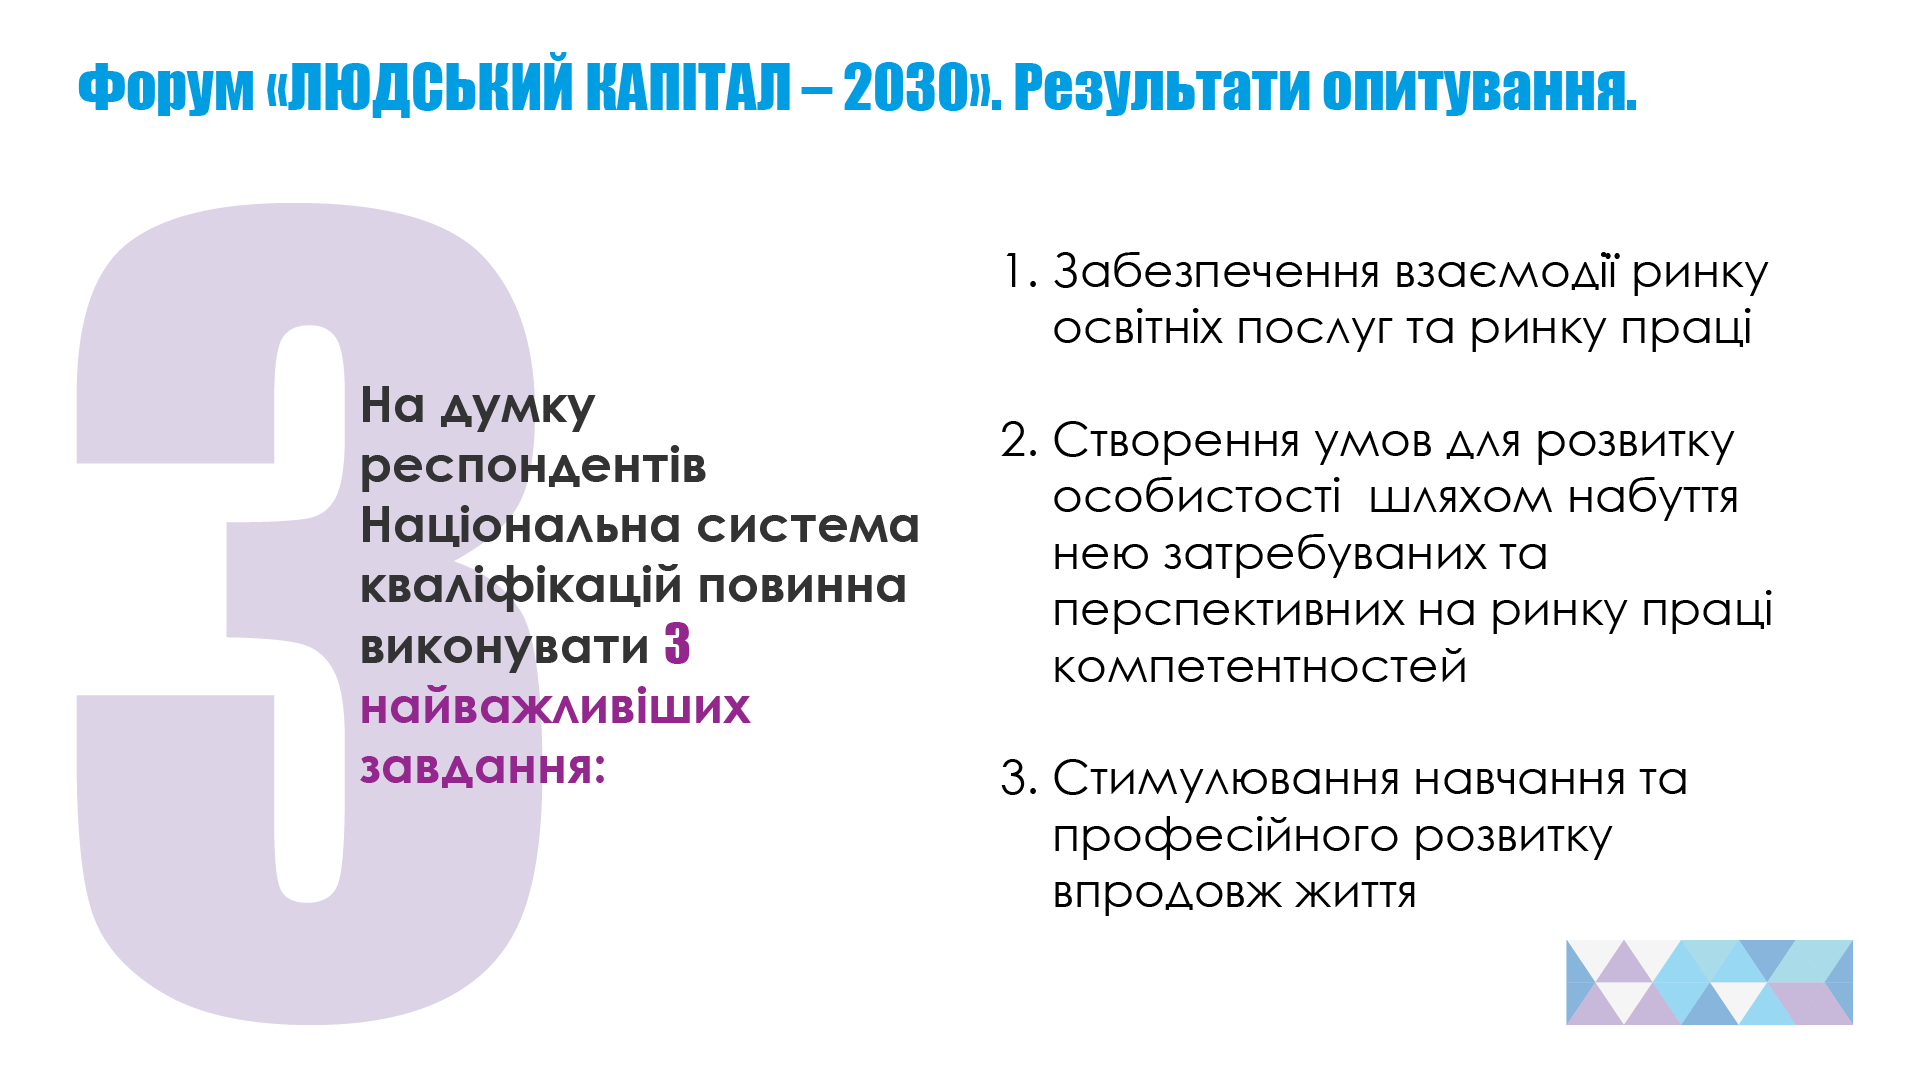 Форум «ЛЮДСЬКИЙ КАПІТАЛ – 2030». Результати опитування.
3
На думку
респондентів
Національна система
кваліфікацій повинна
виконувати 3
найважливіших
завдання:
1. Забезпечення взаємодії ринку
освітніх послуг та ринку праці
2. Створення умов для розвитку
особистості шляхом набуття
нею затребуваних та
перспективних на ринку праці
компетентностей
3. Стимулювання навчання та
професійного розвитку
впродовж життя